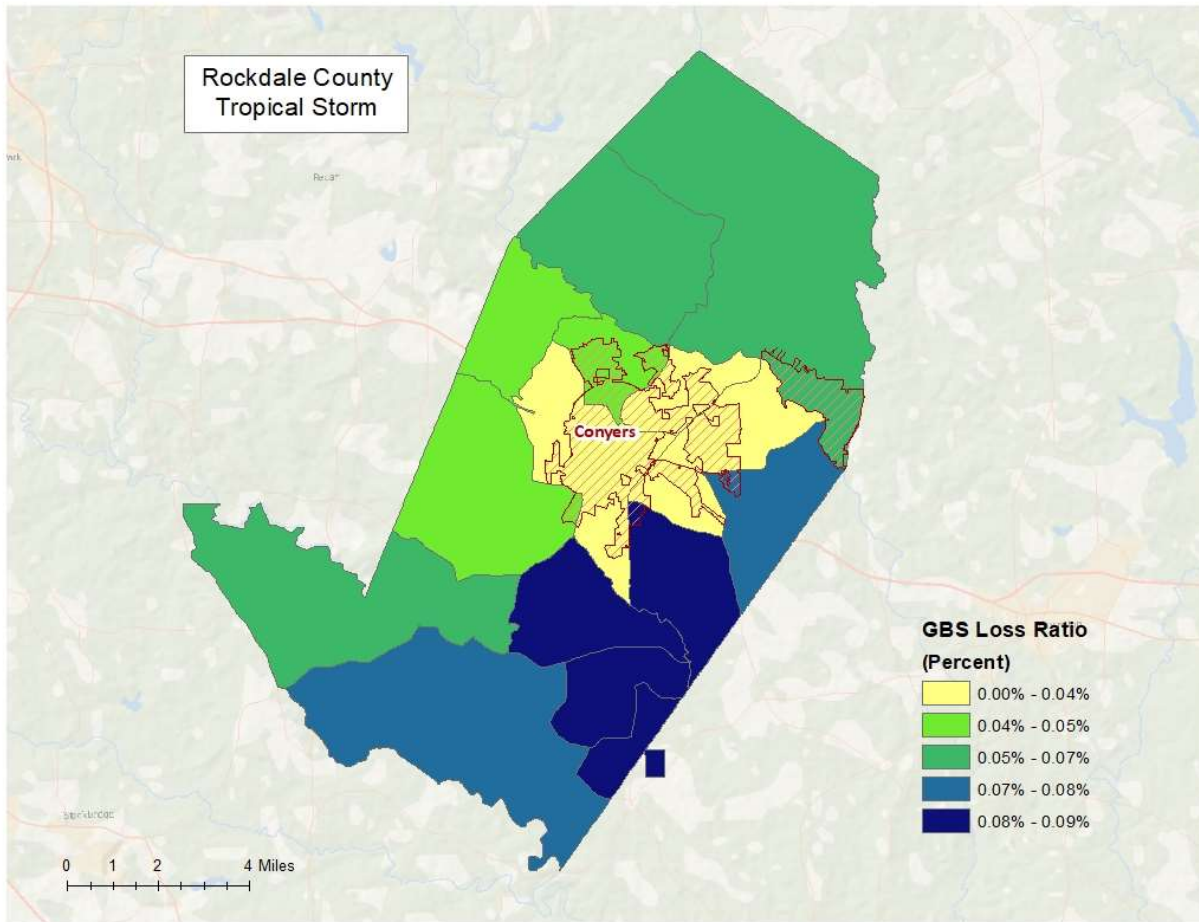 Rockdale County
Tropical Storm
Conyers
GBS Loss Ratio
(Percent)
0.00% - 0.04%
0.04% - 0.05%
0.05% - 0.07%
0.07% - 0.08%
0.08% - 0.09%
0 1 2 4 Miles